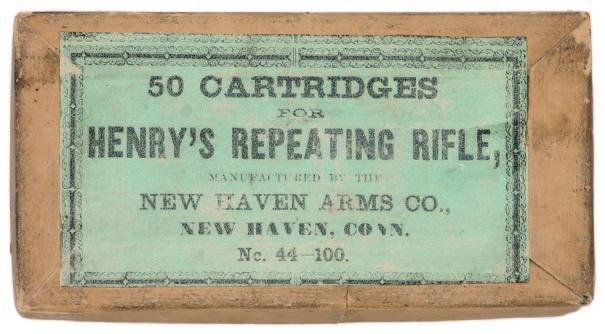 50 CARTRIDGES
FOR
HENRY'S REPEATING RIFLE,
MANUFACTURED BY THE
NEW HAVEN ARMS CO.,
NEW HAVEN, CONN.
No. 44-100.